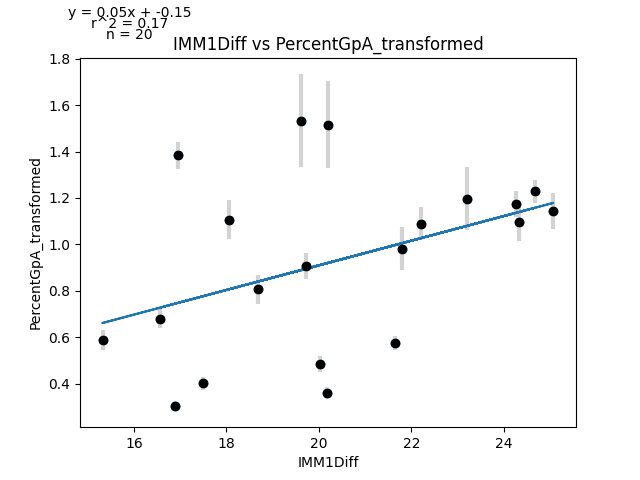 y = 0.05x + -0.15
r^2 = 0.17
n = 20
IMM1Diff vs PercentGpA_transformed
1.8
1.6
1.4
1.2
1.0
0.8
0.6
0.4
PercentGpA_transformed
16 18 20 22 24
IMM1Diff